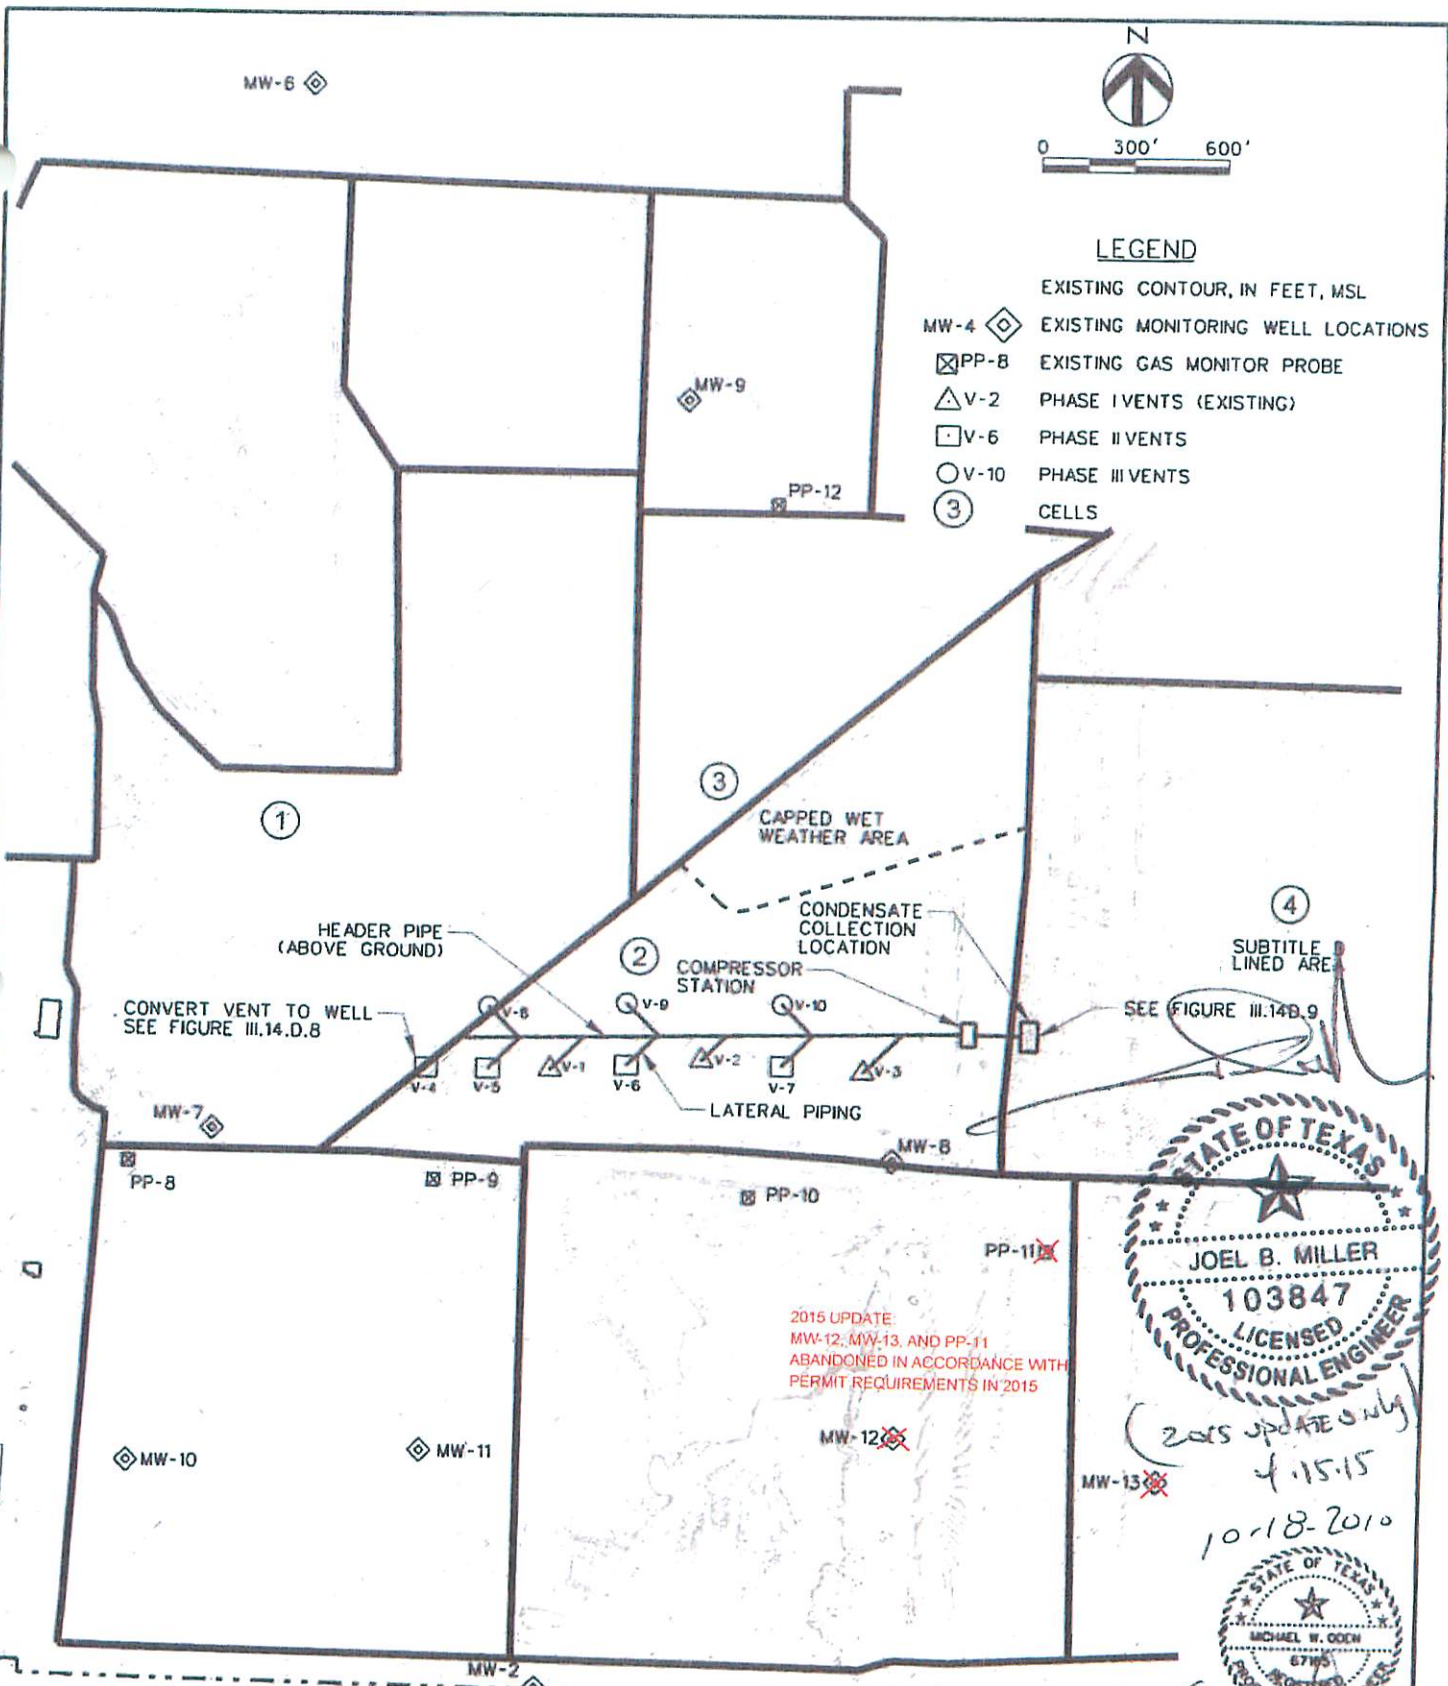 N
MW-6
0 300' 600'
LEGEND
EXISTING CONTOUR, IN FEET, MSL
MW-4 EXISTING MONITORING WELL LOCATIONS
PP-8 EXISTING GAS MONITOR PROBE
V-2 PHASE I VENTS (EXISTING)
V-6 PHASE II VENTS
V-10 PHASE III VENTS
3 CELLS
MW-9
PP-12
3
1
CAPPED WET
WEATHER AREA
4
SUBTITLE D
LINED AREA
HEADER PIPE
(ABOVE GROUND)
2
CONDENSATE
COLLECTION
LOCATION
COMPRESSOR
STATION
CONVERT VENT TO WELL
SEE FIGURE III.14.D.8
SEE FIGURE III.14D.9
V-8
V-9
V-10
V-4
V-5
V-1
V-6
V-2
V-7
V-3
LATERAL PIPING
MW-7
MW-8
PP-8
PP-9
PP-10
PP-11
STATE OF TEXAS
JOEL B. MILLER
103847
LICENSED
PROFESSIONAL ENGINEER
2015 UPDATE:
MW-12, MW-13, AND PP-11
ABANDONED IN ACCORDANCE WITH
PERMIT REQUIREMENTS IN 2015
(2015 UPDATE ONLY)
4.15.15
MW-10
MW-11
MW-12
MW-13
10-18-2010
STATE OF TEXAS
MICHAEL W. ODEN
67165
REGISTERED
MW-2